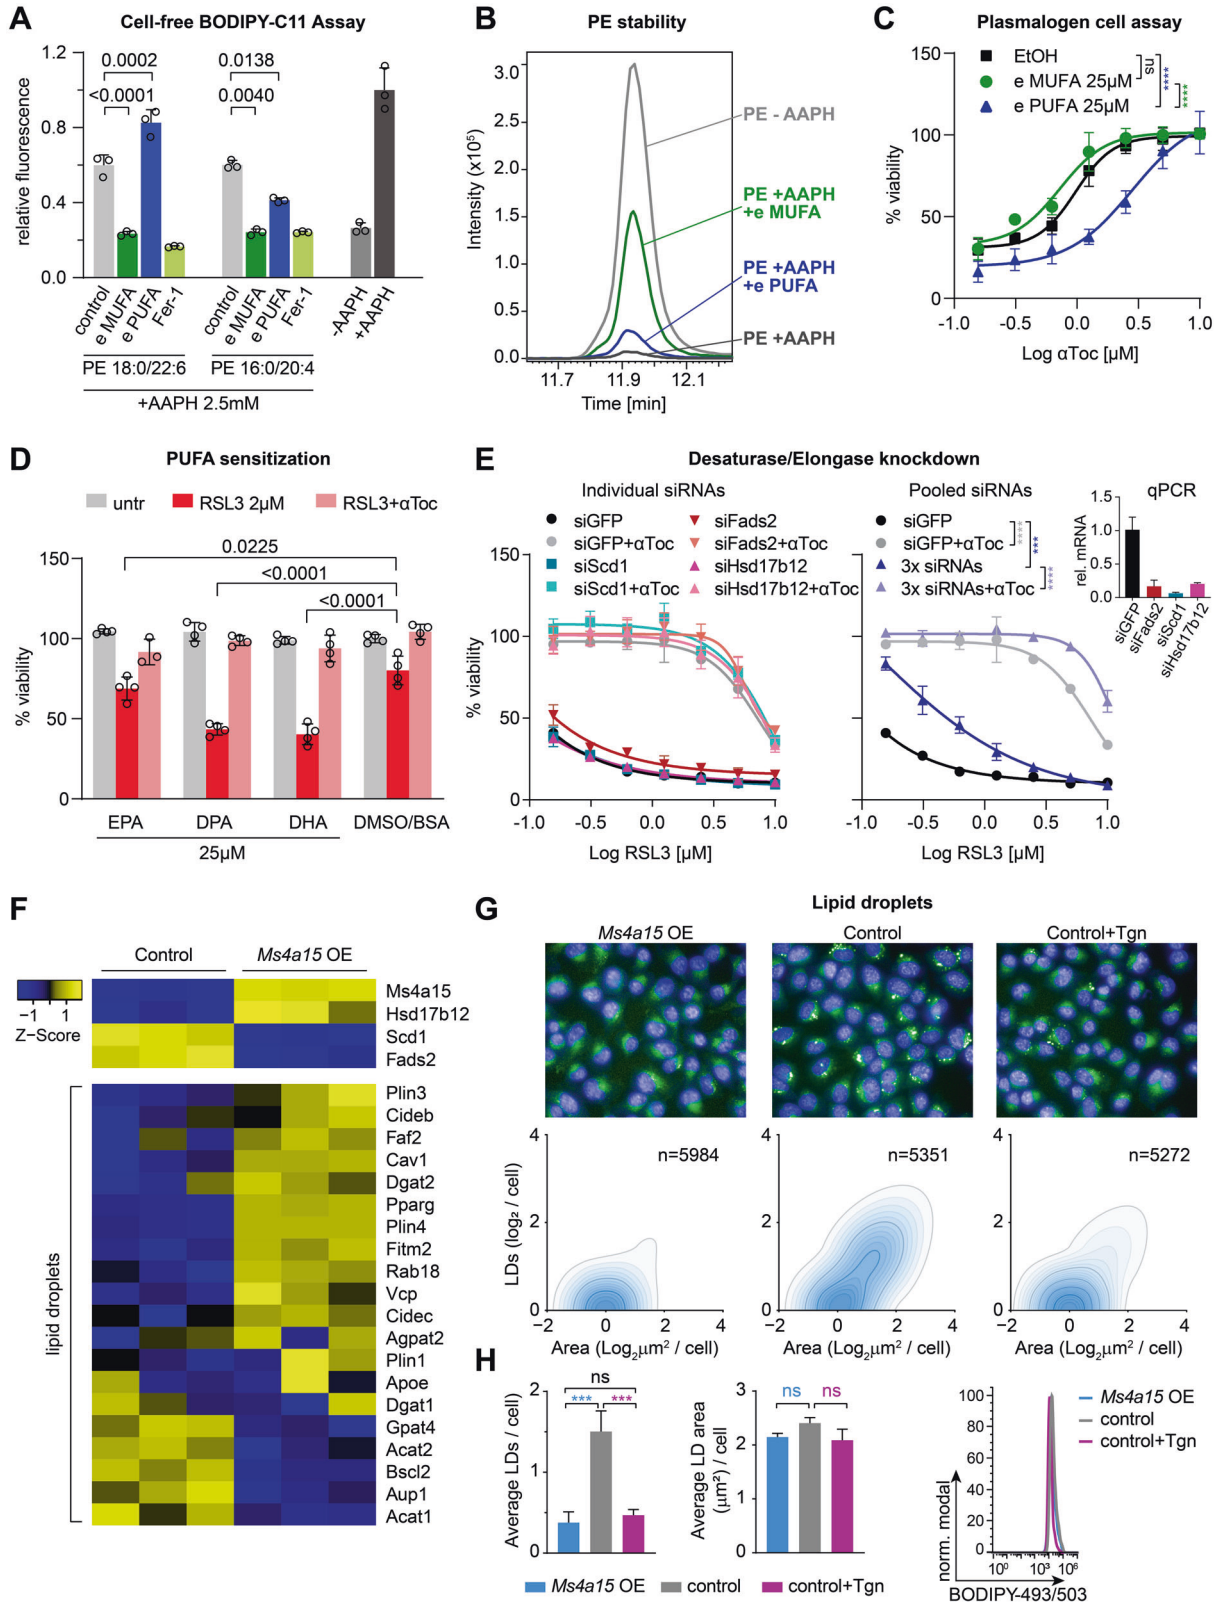 A
Cell-free BODIPY-C11 Assay
relative fluorescence
1.2
0.8
0.4
0.0
0.0002
<0.0001
0.0138
0.0040
control
e MUFA
e PUFA
Fer-1
control
e MUFA
e PUFA
Fer-1
-AAPH
+AAPH
PE 18:0/22:6
PE 16:0/20:4
+AAPH 2.5mM
B
PE stability
Intensity (x10⁵)
3.0
2.5
2.0
1.5
1.0
0.5
0.0
PE - AAPH
PE +AAPH
+e MUFA
PE +AAPH
+e PUFA
PE +AAPH
11.7
11.9
12.1
Time [min]
C
Plasmalogen cell assay
EtOH
e MUFA 25µM
e PUFA 25µM
ns
****
****
% viability
150
100
50
0
-1.0
-0.5
0.0
0.5
1.0
Log αToc [µM]
D
PUFA sensitization
untr
RSL3 2µM
RSL3+αToc
% viability
150
100
50
0
0.0225
<0.0001
<0.0001
EPA
DPA
DHA
DMSO/BSA
25µM
E
Desaturase/Elongase knockdown
Individual siRNAs
siGFP
siGFP+αToc
siScd1
siScd1+αToc
siFads2
siFads2+αToc
siHsd17b12
siHsd17b12+αToc
% viability
150
100
50
0
-1.0
-0.5
0.0
0.5
1.0
Log RSL3 [µM]
Pooled siRNAs
siGFP
siGFP+αToc
3x siRNAs
3x siRNAs+αToc
****
***
****
150
100
50
0
-1.0
-0.5
0.0
0.5
1.0
Log RSL3 [µM]
qPCR
rel. mRNA
1.5
1.0
0.5
0.0
siGFP
siFads2
siScd1
siHsd17b12
F
Control
Ms4a15 OE
−1 1
Z−Score
Ms4a15
Hsd17b12
Scd1
Fads2
lipid droplets
Plin3
Cideb
Faf2
Cav1
Dgat2
Pparg
Plin4
Fitm2
Rab18
Vcp
Cidec
Agpat2
Plin1
Apoe
Dgat1
Gpat4
Acat2
Bscl2
Aup1
Acat1
G
Lipid droplets
Ms4a15 OE
Control
Control+Tgn
LDs (log₂ / cell)
4
2
0
n=5984
−2 0 2 4
Area (Log₂µm² / cell)
4
2
0
n=5351
−2 0 2 4
Area (Log₂µm² / cell)
4
2
0
n=5272
−2 0 2 4
Area (Log₂µm² / cell)
H
Average LDs / cell)
2
1
0
ns
***
***
Average LD area
(µm²) / cell
3
2
1
0
ns
ns
Ms4a15 OE
control
control+Tgn
norm. modal
100
80
60
40
20
0
10⁰
10³
10⁶
BODIPY-493/503
Ms4a15 OE
control
control+Tgn